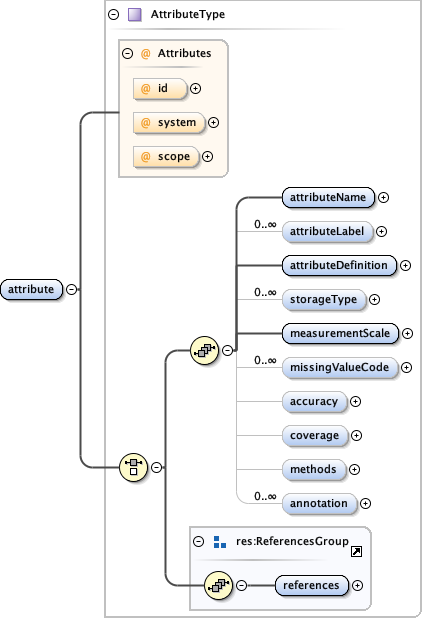 AttributeType
@ Attributes
@ id
@ system
@ scope
attributeName
0..∞ attributeLabel
attributeDefinition
attribute
0..∞ storageType
measurementScale
0..∞ missingValueCode
accuracy
coverage
methods
0..∞ annotation
res:ReferencesGroup
references